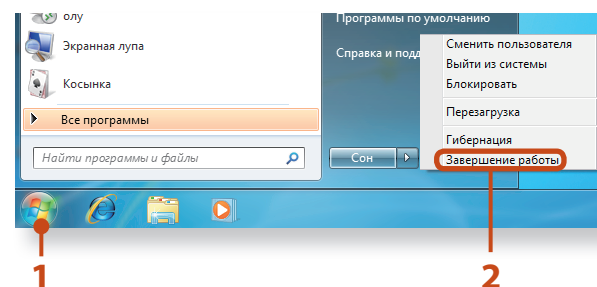 олу
Экранная лупа
Косынка
Все программы
Найти программы и файлы
Программы по умолчанию
Справка и подд
Сон
Сменить пользователя
Выйти из системы
Блокировать
Перезагрузка
Гибернация
Завершение работы
1
2